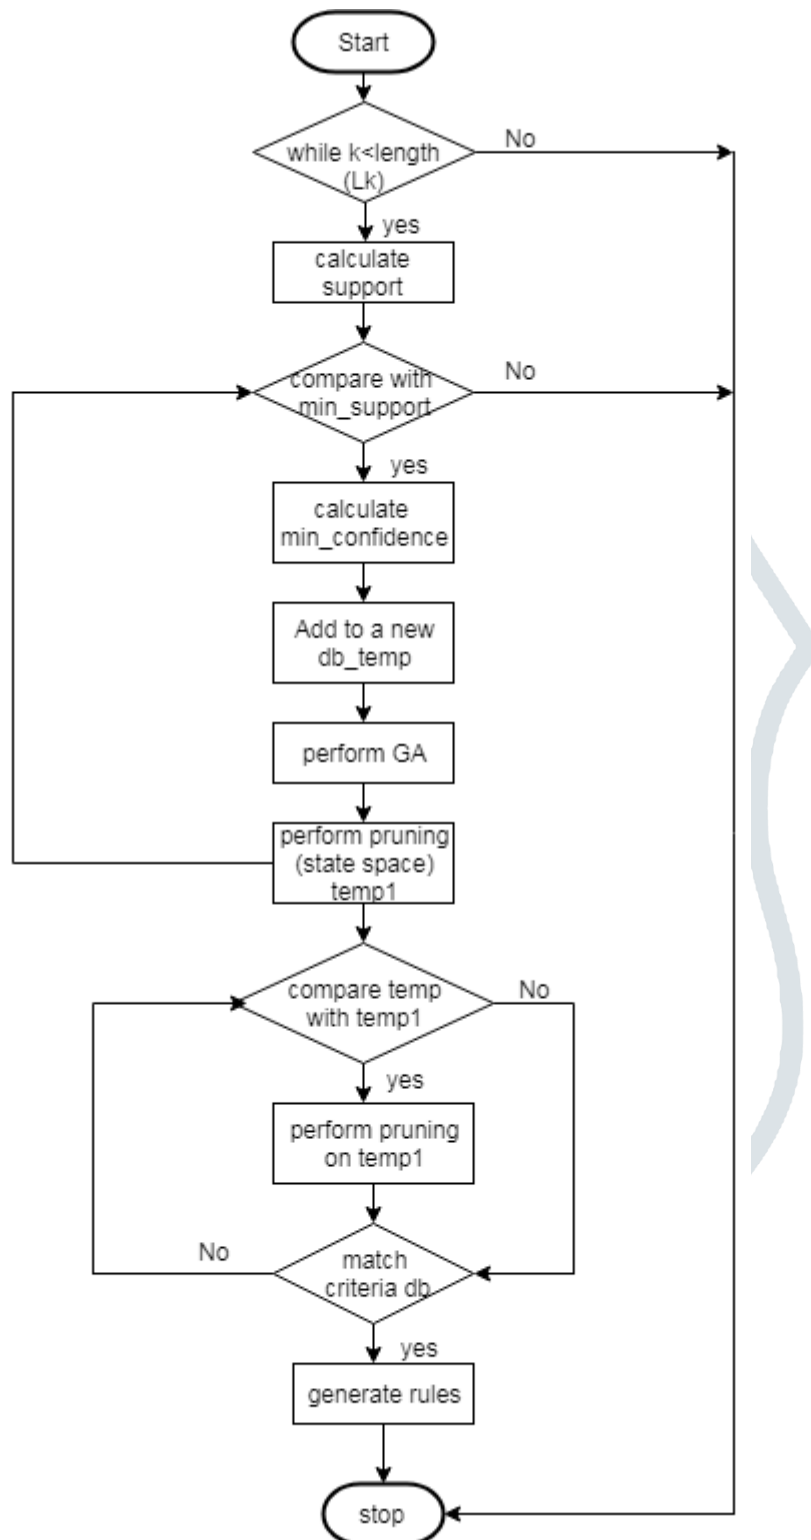 Start
while k<length
(Lk)
No
yes
calculate
support
compare with
min_support
No
yes
calculate
min_confidence
Add to a new
db_temp
perform GA
perform pruning
(state space)
temp1
compare temp
with temp1
No
yes
perform pruning
on temp1
No
match
criteria db
yes
generate rules
stop